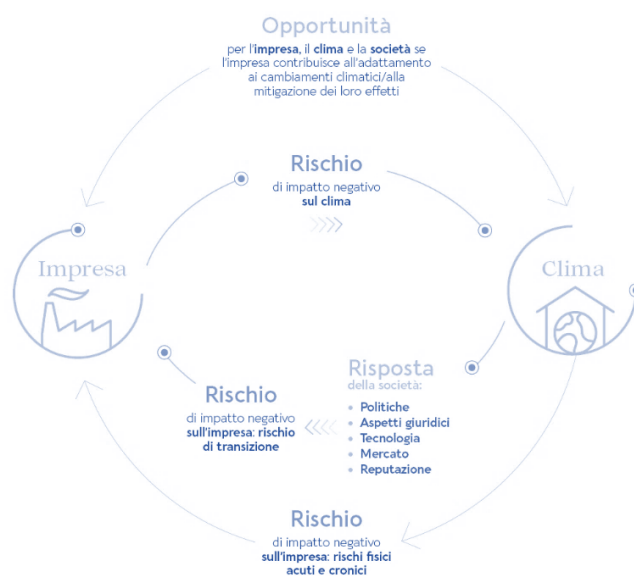 Opportunità
per l'impresa, il clima e la società se
l'impresa contribuisce all'adattamento
ai cambiamenti climatici/alla
mitigazione dei loro effetti
Rischio
di impatto negativo
sul clima
Impresa
Clima
Risposta
della società:
• Politiche
• Aspetti giuridici
• Tecnologia
• Mercato
• Reputazione
Rischio
di impatto negativo
sull'impresa: rischio
di transizione
Rischio
di impatto negativo
sull'impresa: rischi fisici
acuti e cronici